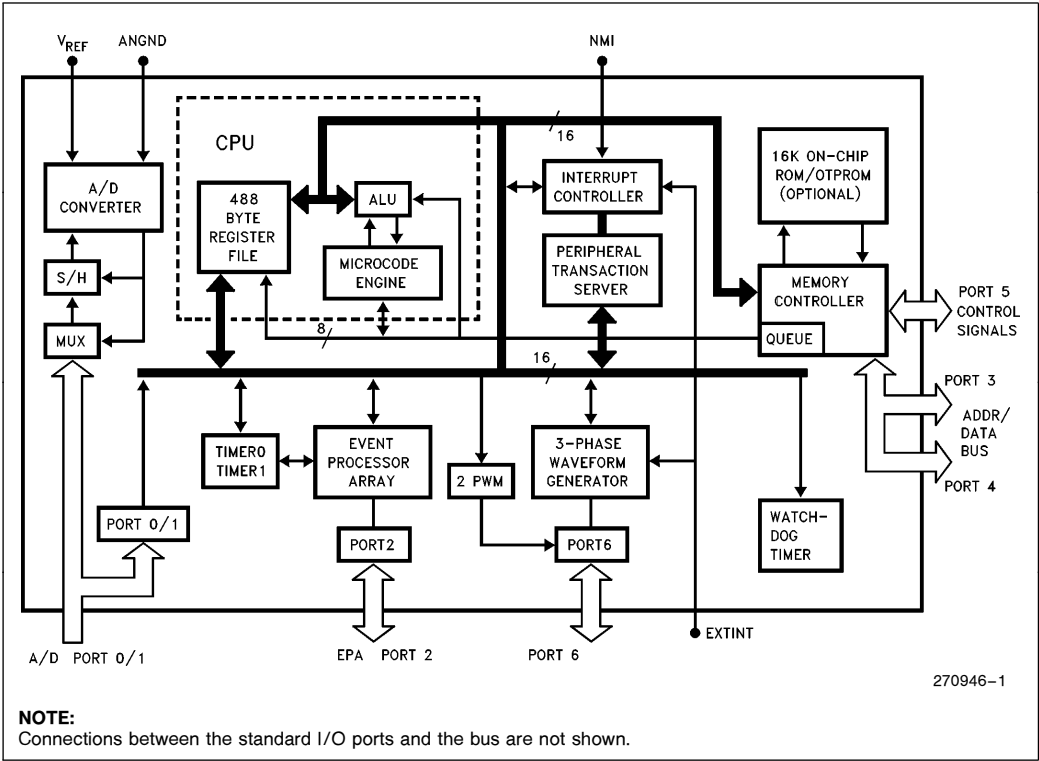 VREF
ANGND
NMI
CPU
16
A/D
CONVERTER
488
BYTE
REGISTER
FILE
ALU
INTERRUPT
CONTROLLER
16K ON-CHIP
ROM/OTPROM
(OPTIONAL)
S/H
MICROCODE
ENGINE
PERIPHERAL
TRANSACTION
SERVER
MEMORY
CONTROLLER
QUEUE
PORT 5
CONTROL
SIGNALS
MUX
8
16
PORT 3
ADDR/
DATA
BUS
PORT 4
TIMER0
TIMER1
EVENT
PROCESSOR
ARRAY
2 PWM
3-PHASE
WAVEFORM
GENERATOR
PORT 0/1
PORT2
PORT6
WATCH-
DOG
TIMER
EXTINT
A/D PORT 0/1
EPA PORT 2
PORT 6
270946-1
NOTE:
Connections between the standard I/O ports and the bus are not shown.